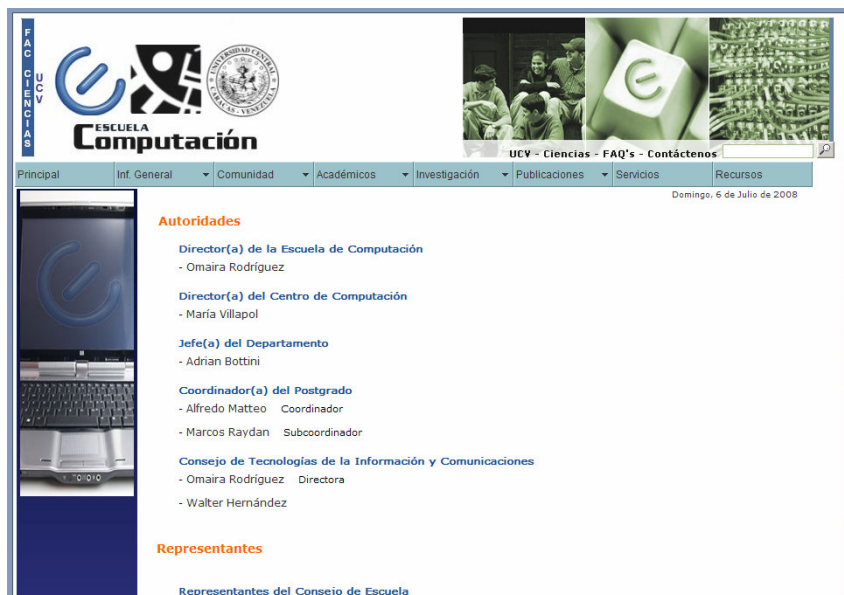 FAC CIENCIAS
UCV
UNIVERSIDAD CENTRAL
CARACAS - VENEZUELA
ESCUELA
Computación
UCV - Ciencias - FAQ's - Contáctenos
Principal Inf. General Comunidad Académicos Investigación Publicaciones Servicios Recursos
Domingo, 6 de Julio de 2008
Autoridades
Director(a) de la Escuela de Computación
- Omaira Rodríguez
Director(a) del Centro de Computación
- María Villapol
Jefe(a) del Departamento
- Adrian Bottini
Coordinador(a) del Postgrado
- Alfredo Matteo Coordinador
- Marcos Raydan Subcoordinador
Consejo de Tecnologías de la Información y Comunicaciones
- Omaira Rodríguez Directora
- Walter Hernández
Representantes
Representantes del Consejo de Escuela